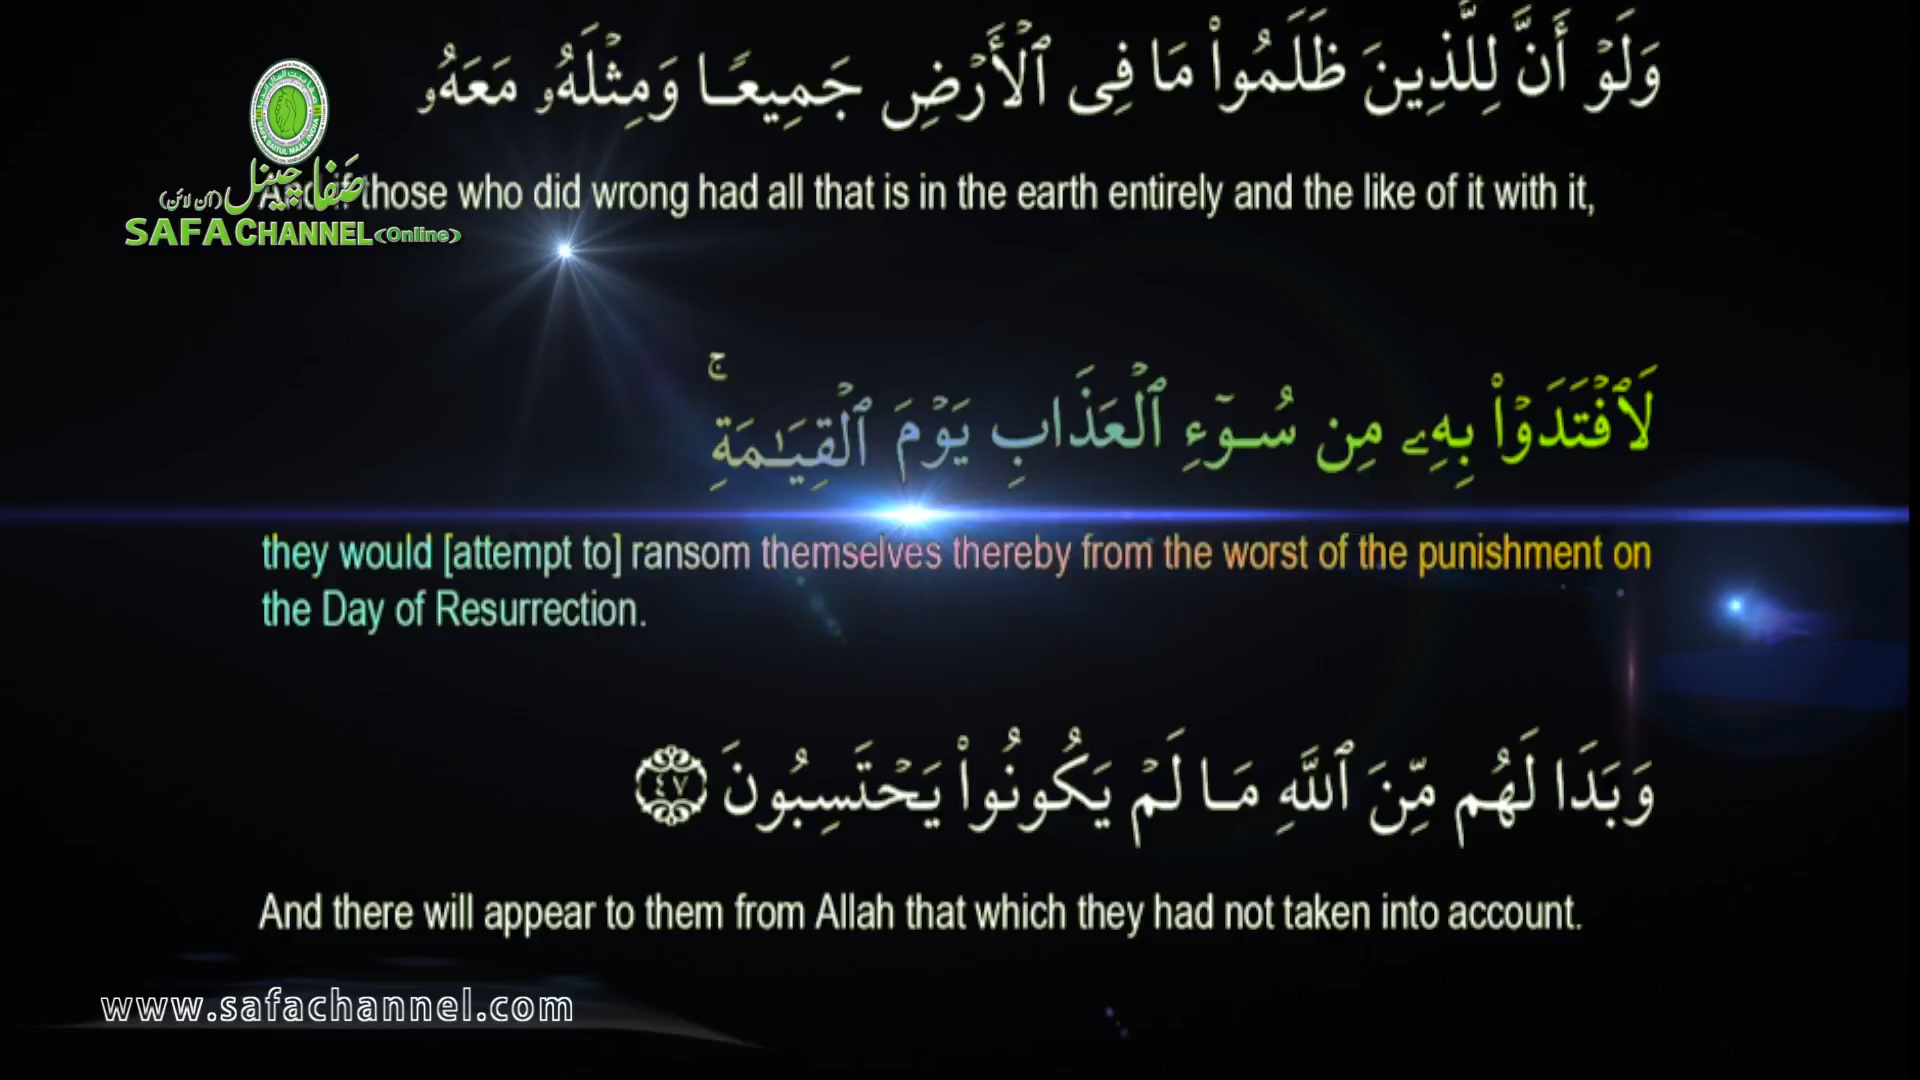 وَلَوْ أَنَّ لِلَّذِينَ ظَلَمُوا۟ مَا فِى ٱلْأَرْضِ جَمِيعًا وَمِثْلَهُۥ مَعَهُۥ
صفا چینل (آن لائن)
And if those who did wrong had all that is in the earth entirely and the like of it with it,
SAFA CHANNEL (Online)
لَٱفْتَدَوْا۟ بِهِۦ مِن سُوٓءِ ٱلْعَذَابِ يَوْمَ ٱلْقِيَـٰمَةِ ۚ
they would [attempt to] ransom themselves thereby from the worst of the punishment on
the Day of Resurrection.
وَبَدَا لَهُم مِّنَ ٱللَّهِ مَا لَمْ يَكُونُوا۟ يَحْتَسِبُونَ ٤٧
And there will appear to them from Allah that which they had not taken into account.
www.safachannel.com